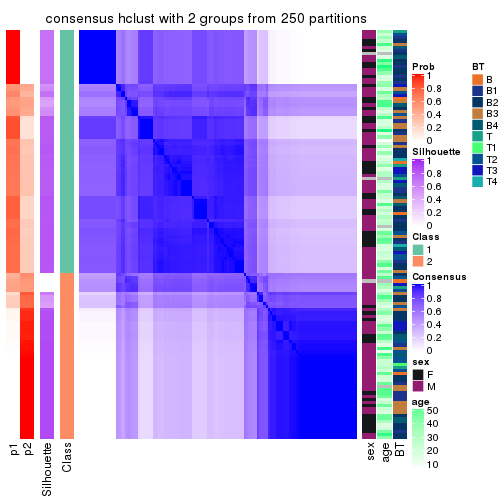 consensus hclust with 2 groups from 250 partitions
Prob
1
0.8
0.6
0.4
0.2
0
Silhouette
1
0.8
0.6
0.4
0.2
0
Class
1
2
Consensus
1
0.8
0.6
0.4
0.2
0
sex
F
M
age
50
40
30
20
10
BT
B
B1
B2
B3
B4
T
T1
T2
T3
T4
p1
p2
Silhouette
Class
sex
age
BT